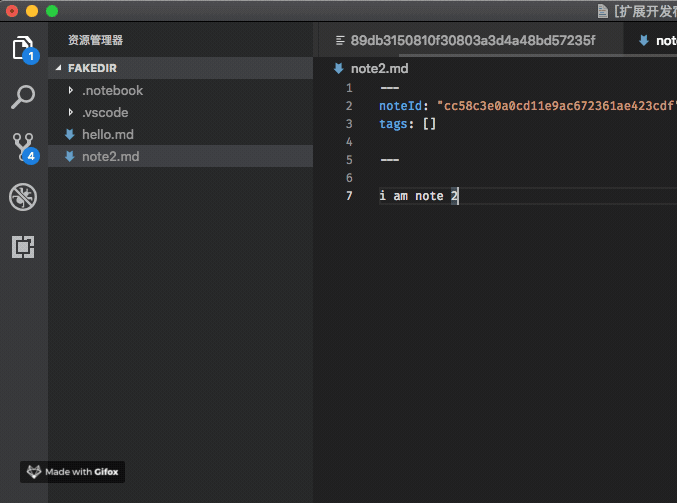 [扩展开发
资源管理器
89db3150810f30803a3d4a48bd57235f
note
1
FAKEDIR
note2.md
.notebook
1 ---
.vscode
2 noteId: "cc58c3e0a0cd11e9ac672361ae423cdf"
hello.md
3 tags: []
4
note2.md
4
5 ---
6
7 i am note 2
Made with Gifox